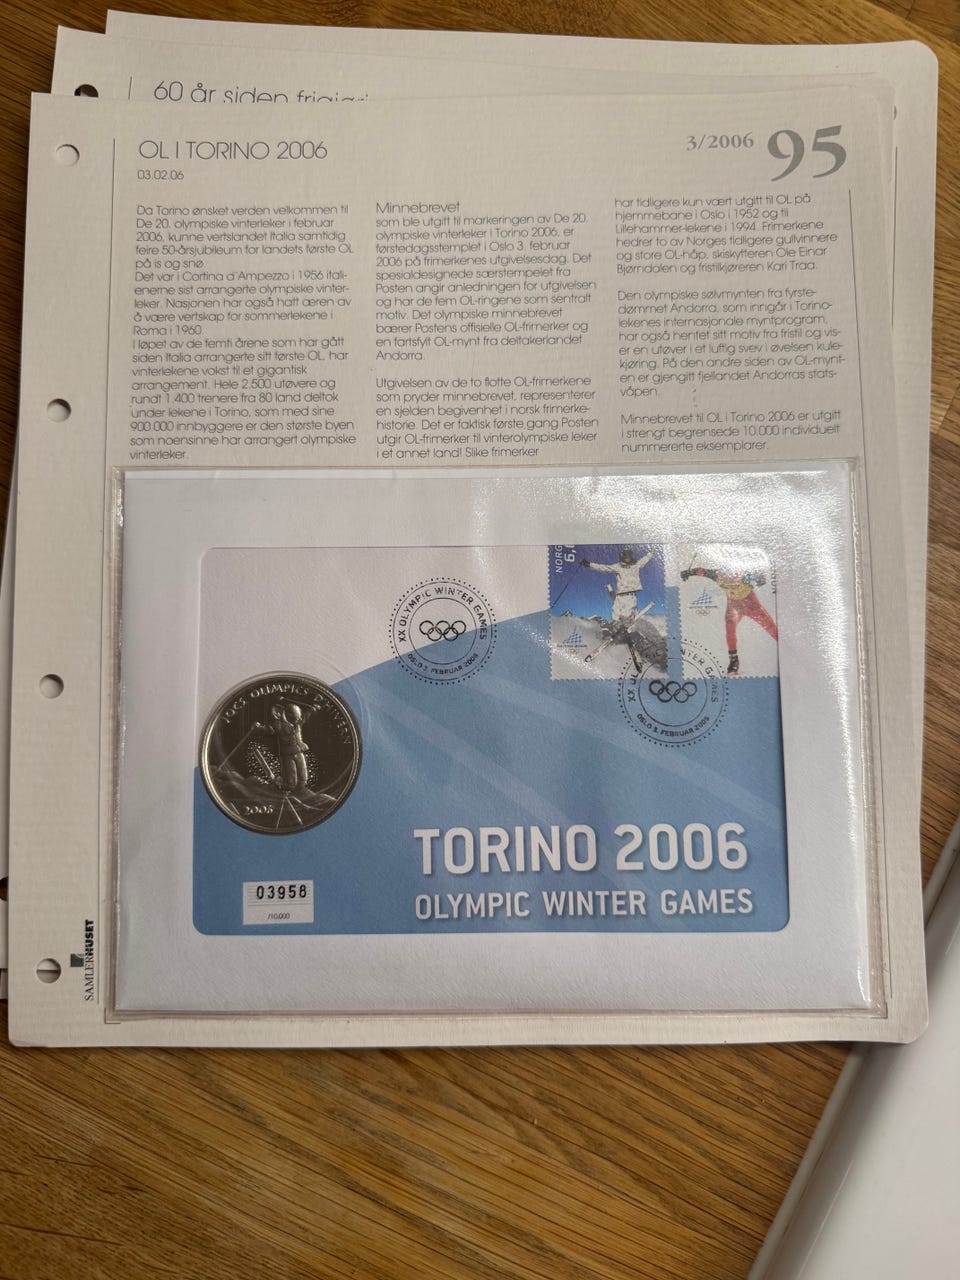 60 år siden
OL I TORINO 2006
03.02.06
3/2006 95
Da Torino ønsket verden velkommen til
De 20. olympiske vinterleker i februar
2006, kunne vertslandet Italia samtidig
feire 50-årsjubileum for landets første OL
på is og snø.
Det var i Cortina d'Ampezzo i 1956 itali-
enerne sist arrangerte olympiske vinter-
leker. Nasjonen har også hatt æren av
å være vertskap for sommerlekene i
Roma i 1960.
I løpet av de femti årene som har gått
siden Italia arrangerte sitt første OL, har
vinterlekene vokst til et gigantisk
arrangement. Hele 2.500 utøvere og
rundt 1.400 trenere fra 80 land deltok
under lekene i Torino, som med sine
900.000 innbyggere er den største byen
som noensinne har arrangert olympiske
vinterleker.
Minnebrevet
som ble utgitt til markeringen av De 20.
olympiske vinterleker i Torino 2006, er
førstedagsstemplet i Oslo 3. februar
2006 på frimerkenes utgivelsesdag. Det
spesialdesignede særstempelet fra
Posten angir anledningen for utgivelsen
og har de fem OL-ringene som sentralt
motiv. Det olympiske minnebrevet
bærer Postens offisielle OL-frimerker og
en fartsfylt OL-mynt fra deltakerlandet
Andorra.
Utgivelsen av de to flotte OL-frimerkene
som pryder minnebrevet, representerer
en sjelden begivenhet i norsk frimerke-
historie. Det er faktisk første gang Posten
utgir OL-frimerker til vinterolympiske leker
i et annet land! Slike frimerker
har tidligere kun vært utgitt til OL på
hjemmebane i Oslo i 1952 og til
Lillehammer-lekene i 1994. Frimerkene
hedrer to av Norges tidligere gullvinnere
og store OL-håp, skiskytteren Ole Einar
Bjørndalen og fristilkjøreren Kari Traa.
Den olympiske sølvmynten fra fyrste-
dømmet Andorra, som inngår i Torino-
lekenes internasjonale myntprogram,
har også hentet sitt motiv fra fristil og vis-
er en utøver i et luftig svev i øvelsen kule-
kjøring. På den andre siden av OL-mynt-
en er gjengitt fjellandet Andorras stats-
våpen.
Minnebrevet til OL i Torino 2006 er utgitt
i strengt begrensede 10.000 individuelt
nummererte eksemplarer.
XX OLYMPIC WINTER GAMES
OSLO 3. FEBRUAR 2006
NORG
6,
XX OL WINTER GAMES
OSLO 3. FEBRUAR 2006
JOCS OLIMPICS D'HIVERN
2006
TORINO 2006
OLYMPIC WINTER GAMES
03958
/10.000
SAMLERHUSET